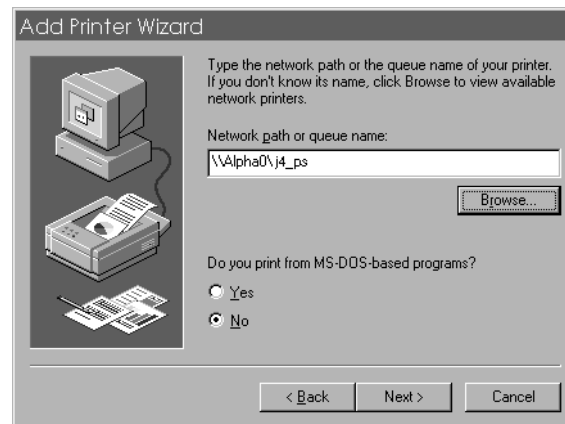 Add Printer Wizard
Type the network path or the queue name of your printer.
If you don't know its name, click Browse to view available
network printers.
Network path or queue name:
\\Alpha0\j4_ps
Browse...
Do you print from MS-DOS-based programs?
Yes
No
< Back
Next >
Cancel